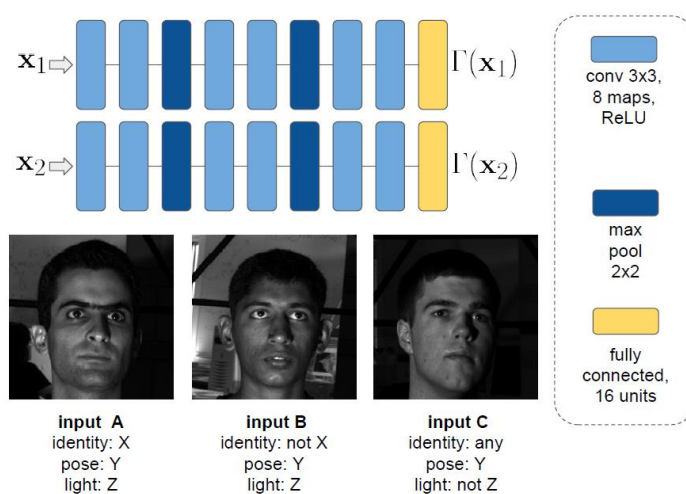 x₁ Γ(x₁)
x₂ Γ(x₂)
conv 3x3,
8 maps,
ReLU
max
pool
2x2
fully
connected,
16 units
input A
identity: X
pose: Y
light: Z
input B
identity: not X
pose: Y
light: Z
input C
identity: any
pose: Y
light: not Z